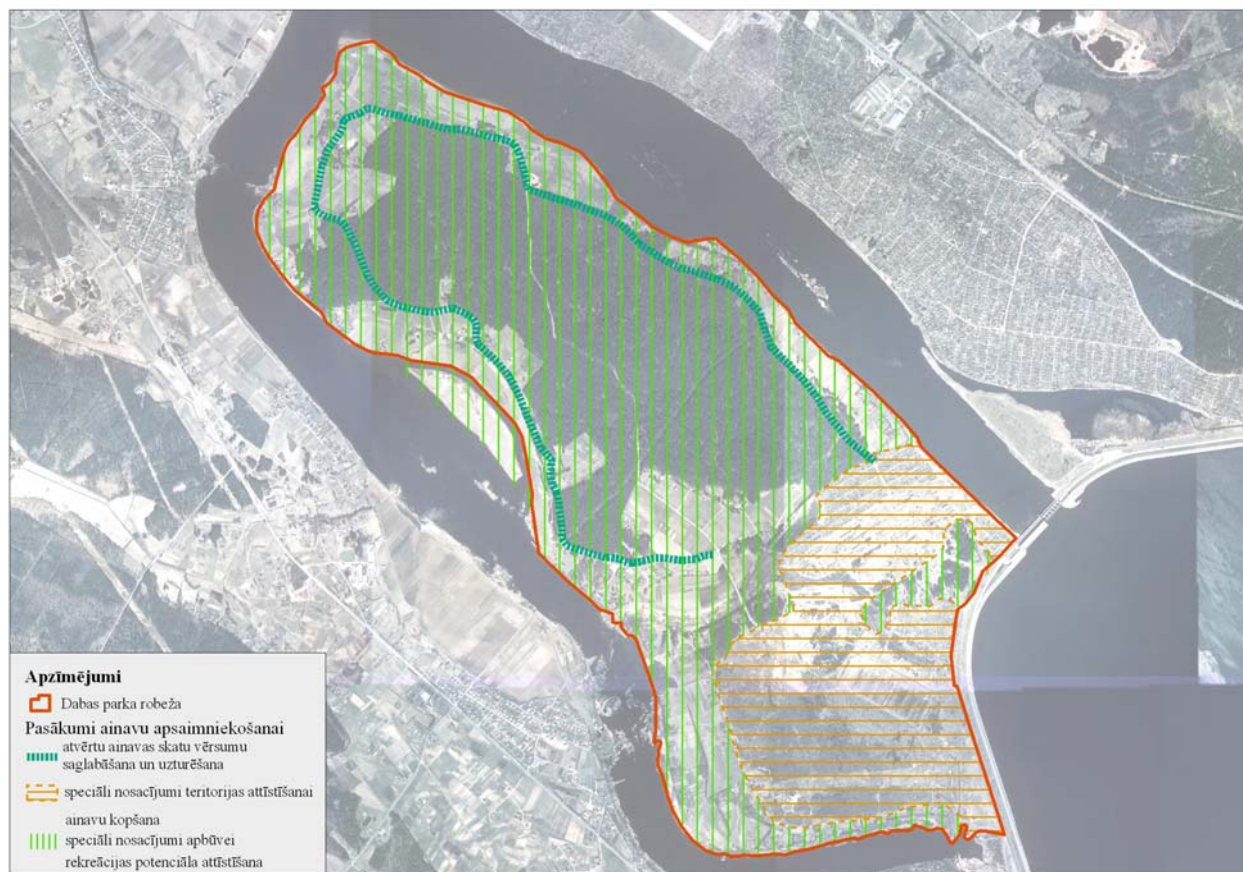 Apzīmējumi
Dabas parka robeža
Pasākumi ainavu apsaimniekošanai
atvērtu ainavas skatu vērsumu
saglabāšana un uzturēšana
speciāli nosacījumi teritorijas attīstīšanai
ainavu kopšana
speciāli nosacījumi apbūvei
rekreācijas potenciāla attīstīšana